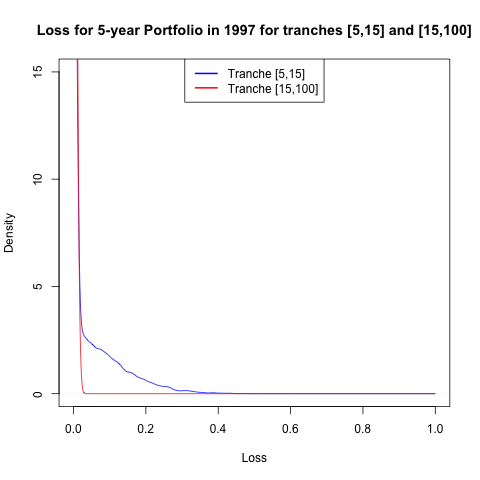 Loss for 5-year Portfolio in 1997 for tranches [5,15] and [15,100]
Tranche [5,15]
Tranche [15,100]
15
10
5
0
Density
0.0 0.2 0.4 0.6 0.8 1.0
Loss